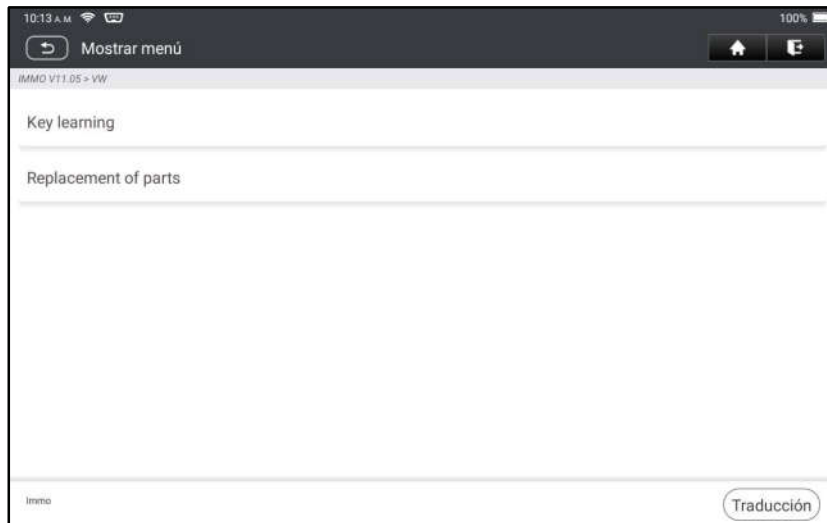 10:13 A.M 100%
Mostrar menú
IMMO V11.05 > VW
Key learning
Replacement of parts
Immo
Traducción